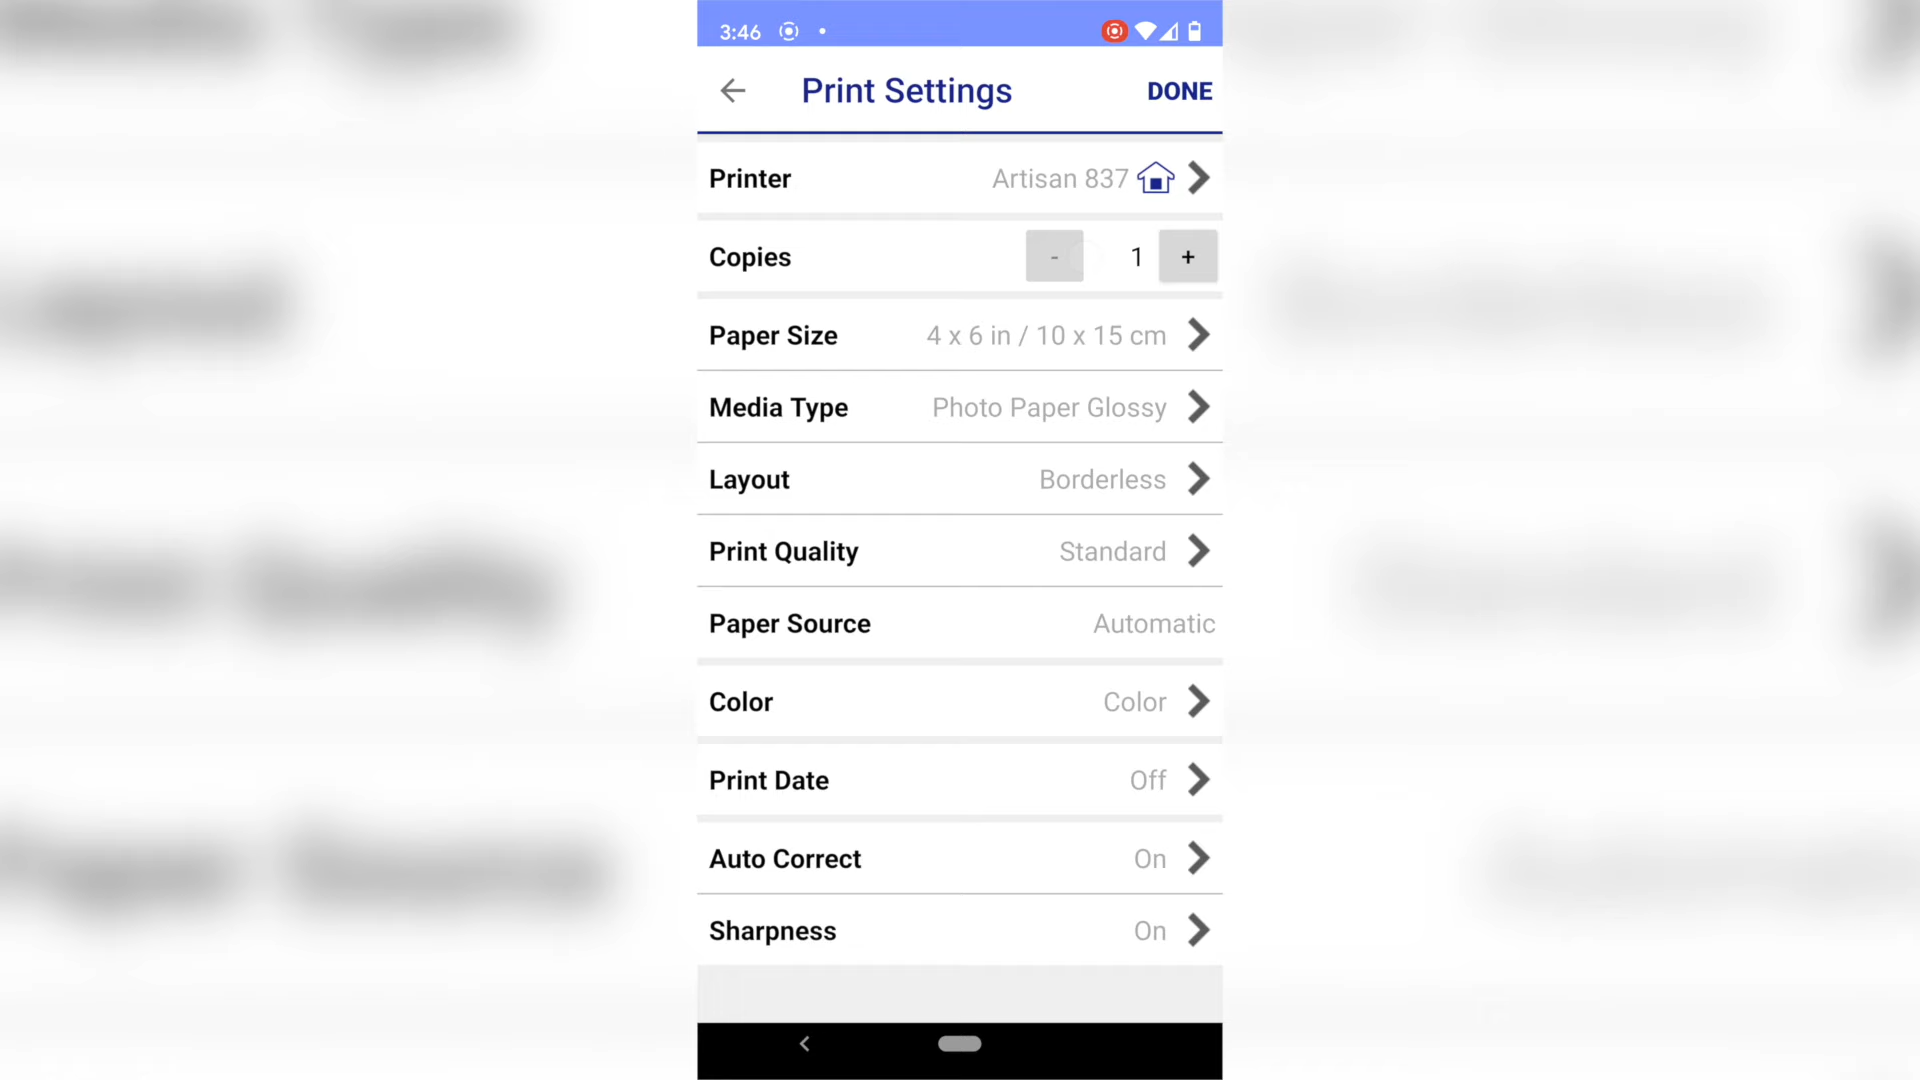 3:46
Print Settings DONE
Printer Artisan 837
Copies - 1 +
Paper Size 4 x 6 in / 10 x 15 cm
Media Type Photo Paper Glossy
Layout Borderless
Print Quality Standard
Paper Source Automatic
Color Color
Print Date Off
Auto Correct On
Sharpness On